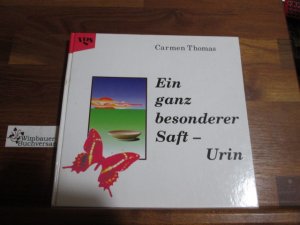 vgs
Carmen Thomas
Ein
ganz
besonderer
Saft –
Urin
Wimbauer
Buchversand